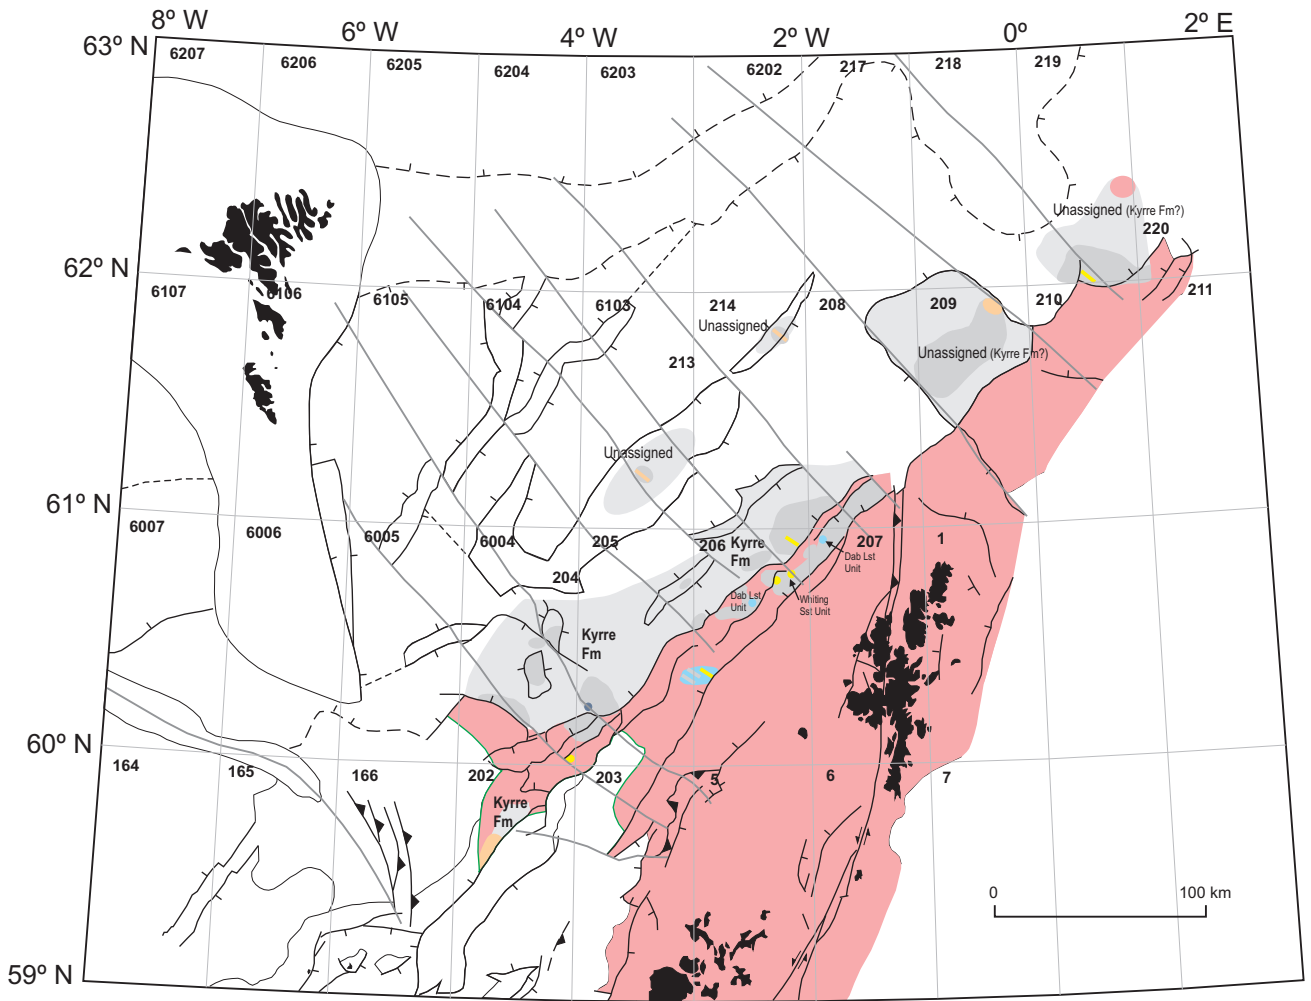 8º W
6º W
4º W
2º W
0º
2º E
63º N
6207
6206
6205
6204
6203
6202
217
218
219
Unassigned (Kyrre Fm?)
220
62º N
6107
6106
6105
6104
6103
214
208
209
210
211
Unassigned
213
Unassigned (Kyrre Fm?)
Unassigned
61º N
6007
6006
6005
6004
205
206
Kyrre
Fm
207
1
Dab Lst
Unit
204
Dab Lst
Unit
Whiting
Sst Unit
Kyrre
Fm
60º N
164
165
166
202
203
5
6
7
Kyrre
Fm
0
100 km
59º N